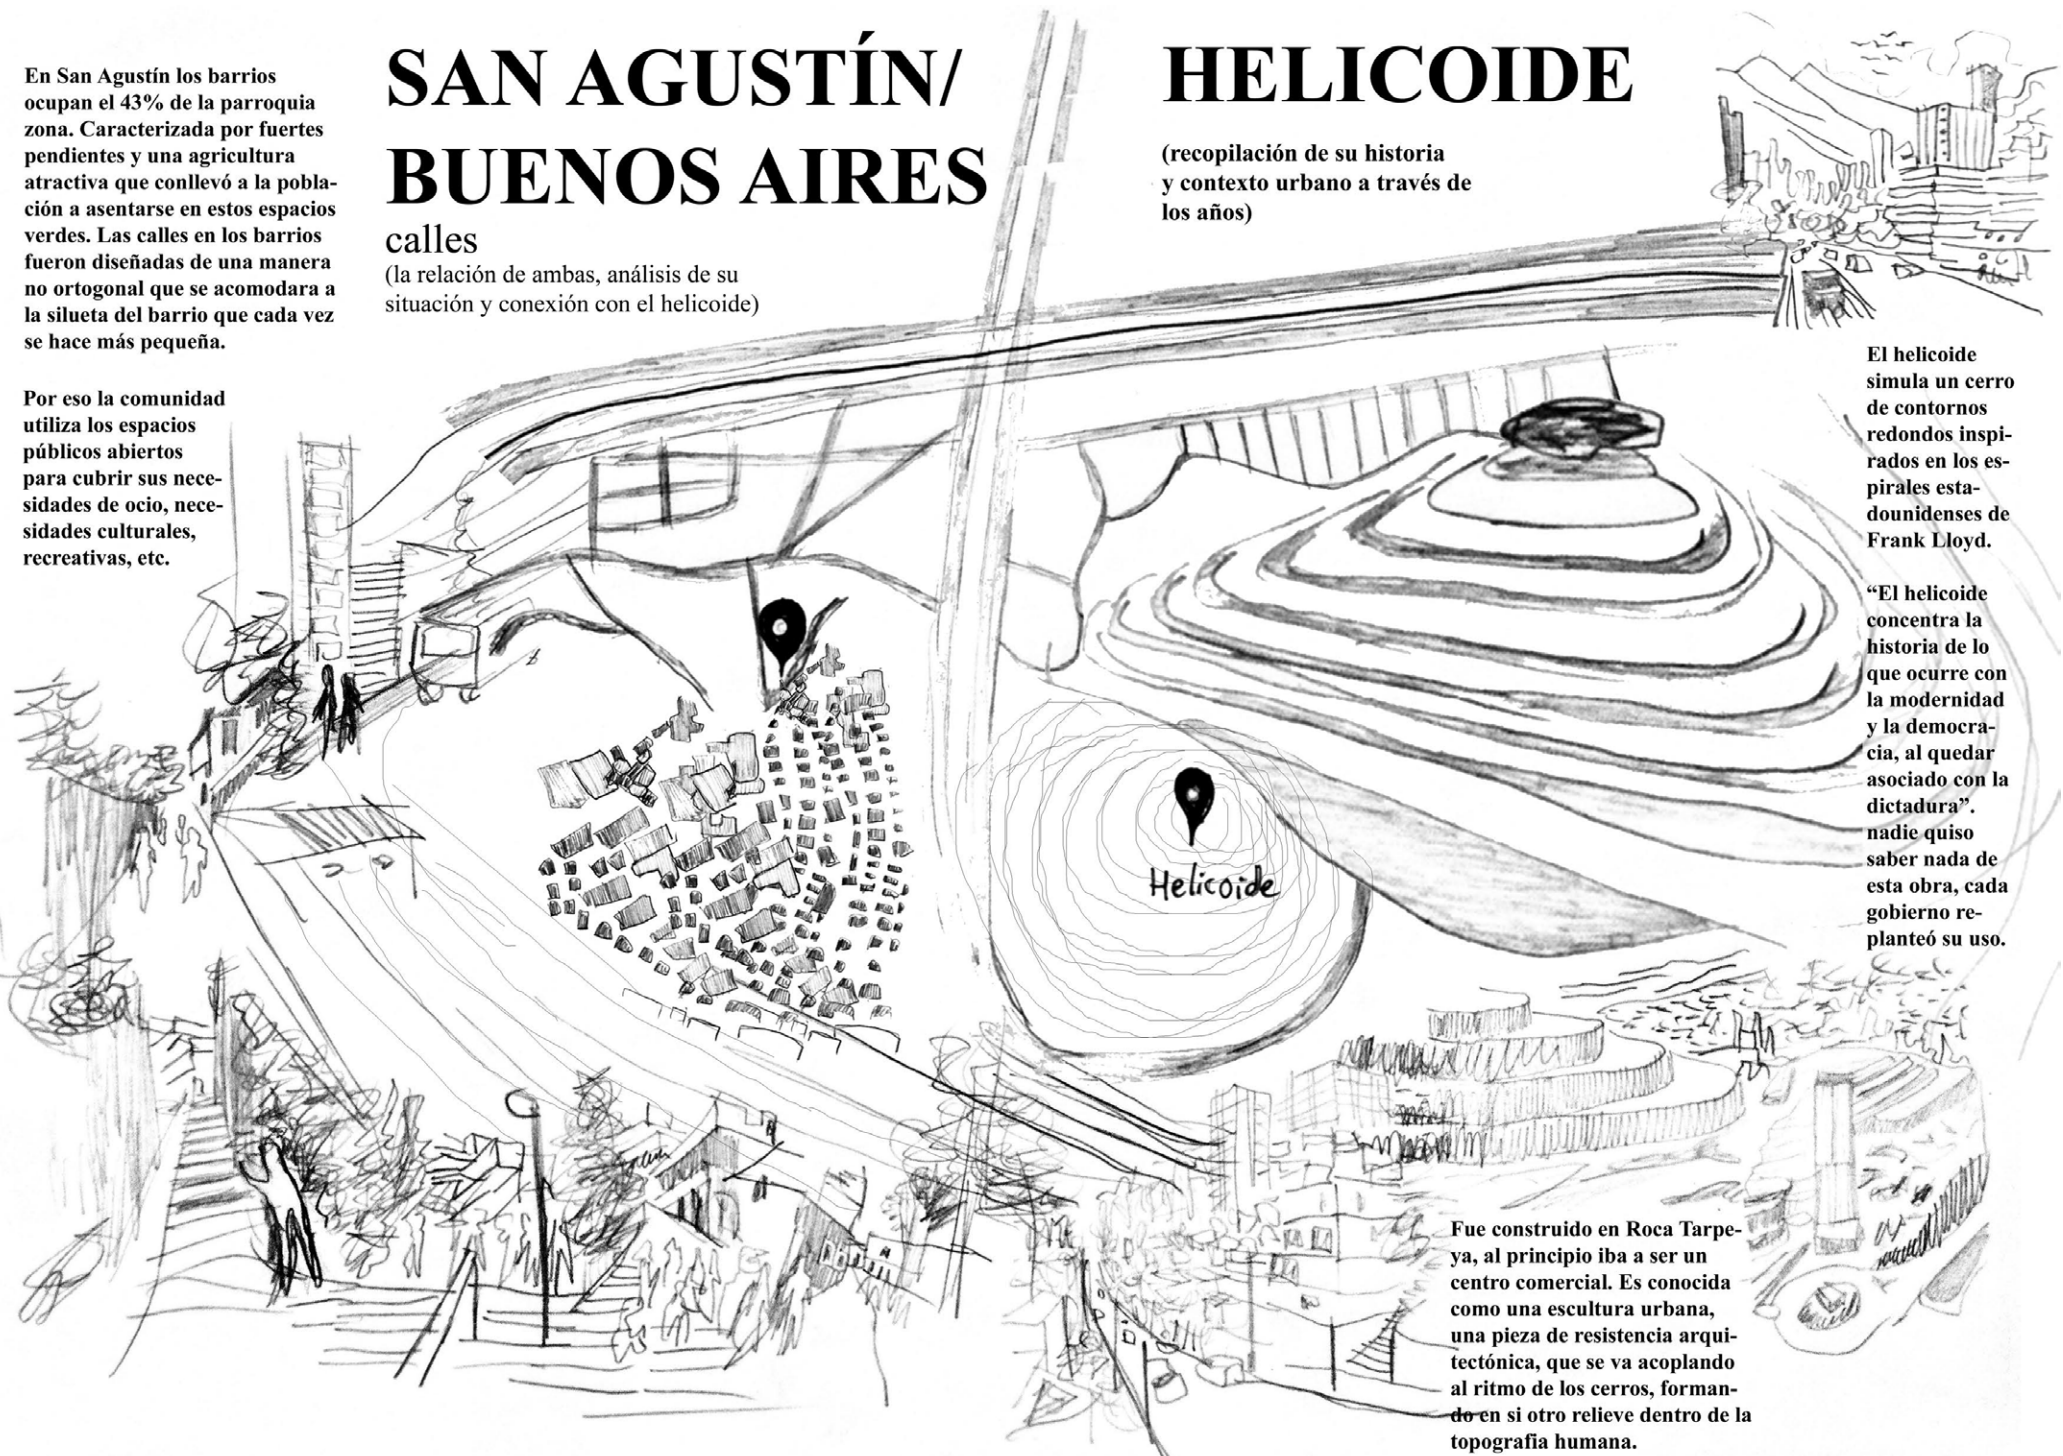 En San Agustín los barrios
ocupan el 43% de la parroquia
zona. Caracterizada por fuertes
pendientes y una agricultura
atractiva que conllevó a la pobla-
ción a asentarse en estos espacios
verdes. Las calles en los barrios
fueron diseñadas de una manera
no ortogonal que se acomodara a
la silueta del barrio que cada vez
se hace más pequeña.
Por eso la comunidad
utiliza los espacios
públicos abiertos
para cubrir sus nece-
sidades de ocio, nece-
sidades culturales,
recreativas, etc.
SAN AGUSTÍN/
BUENOS AIRES
calles
(la relación de ambas, análisis de su
situación y conexión con el helicoide)
HELICOIDE
(recopilación de su historia
y contexto urbano a través de
los años)
El helicoide
simula un cerro
de contornos
redondos inspi-
rados en los es-
pirales esta-
dounidenses de
Frank Lloyd.
“El helicoide
concentra la
historia de lo
que ocurre con
la modernidad
y la democra-
cia, al quedar
asociado con la
dictadura”.
nadie quiso
saber nada de
esta obra, cada
gobierno re-
planteó su uso.
Helicoide
Fue construido en Roca Tarpe-
ya, al principio iba a ser un
centro comercial. Es conocida
como una escultura urbana,
una pieza de resistencia arqui-
tectónica, que se va acoplando
al ritmo de los cerros, forman-
do en si otro relieve dentro de la
topografia humana.